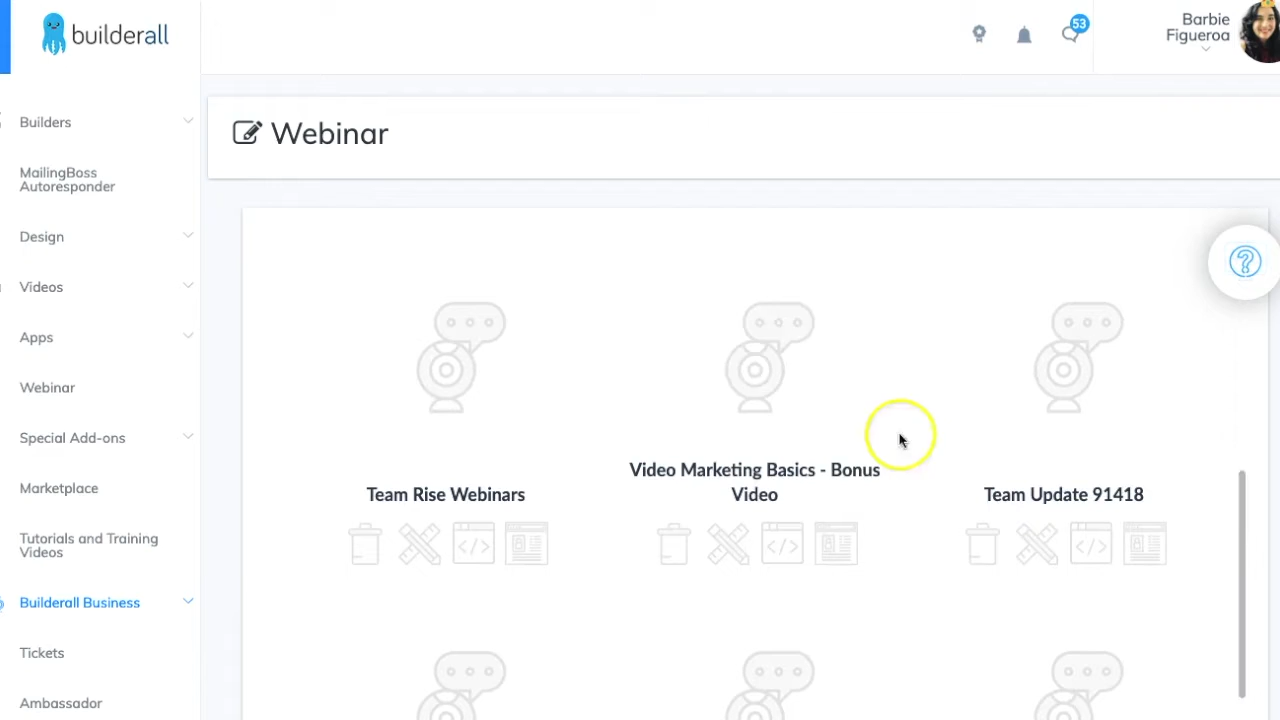 builderall
53
Barbie
Figueroa
Builders
MailingBoss
Autoresponder
Design
Videos
Apps
Webinar
Special Add-ons
Marketplace
Tutorials and Training
Videos
Builderall Business
Tickets
Ambassador
Webinar
Team Rise Webinars
Video Marketing Basics - Bonus
Video
Team Update 91418